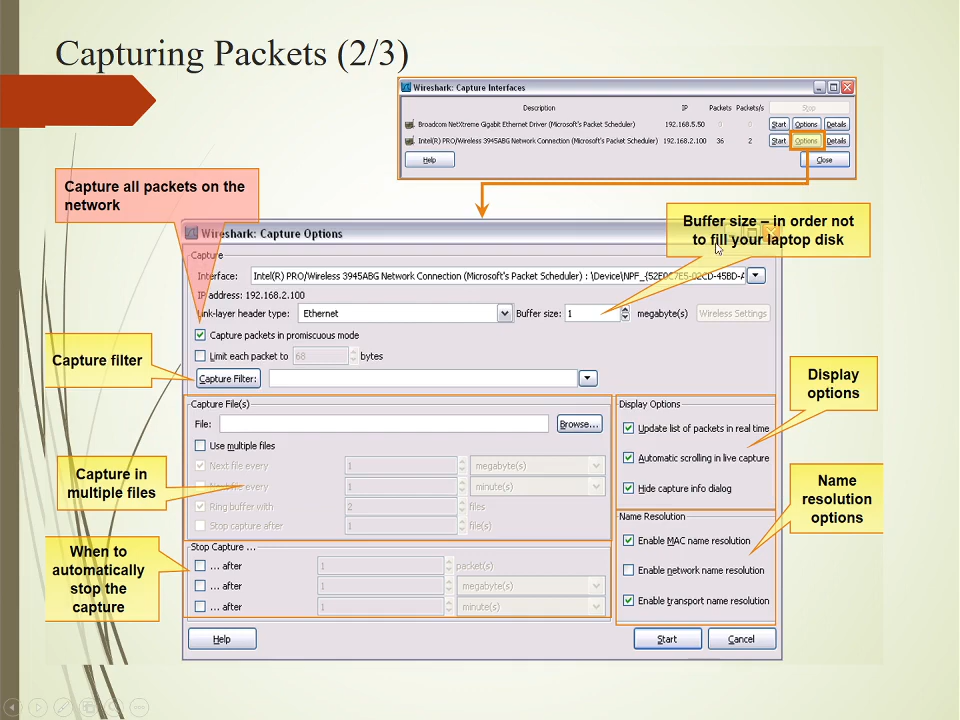 Capturing Packets (2/3)
Wireshark: Capture Interfaces
Description IP Packets Packets/s Stop
Broadcom NetXtreme Gigabit Ethernet Driver (Microsoft's Packet Scheduler) 192.168.5.50 0 0 Start Options Details
Intel(R) PRO/Wireless 3945ABG Network Connection (Microsoft's Packet Scheduler) 192.168.2.100 36 2 Start Options Details
Help Close
Capture all packets on the
network
Buffer size – in order not
to fill your laptop disk
Wireshark: Capture Options
Capture
Interface: Intel(R) PRO/Wireless 3945ABG Network Connection (Microsoft's Packet Scheduler) : \Device\NPF_{52E0C7E5-02CD-45BD-A
IP address: 192.168.2.100
Link-layer header type: Ethernet Buffer size: 1 megabyte(s) Wireless Settings
Capture packets in promiscuous mode
Limit each packet to 68 bytes
Capture Filter:
Capture filter
Capture File(s)
File: Browse...
Use multiple files
Next file every 1 megabyte(s)
Next file every 1 minute(s)
Ring buffer with 2 files
Stop capture after 1 file(s)
Capture in
multiple files
Stop Capture ...
... after 1 packet(s)
... after 1 megabyte(s)
... after 1 minute(s)
When to
automatically
stop the
capture
Display Options
Update list of packets in real time
Automatic scrolling in live capture
Hide capture info dialog
Display
options
Name Resolution
Enable MAC name resolution
Enable network name resolution
Enable transport name resolution
Name
resolution
options
Help Start Cancel